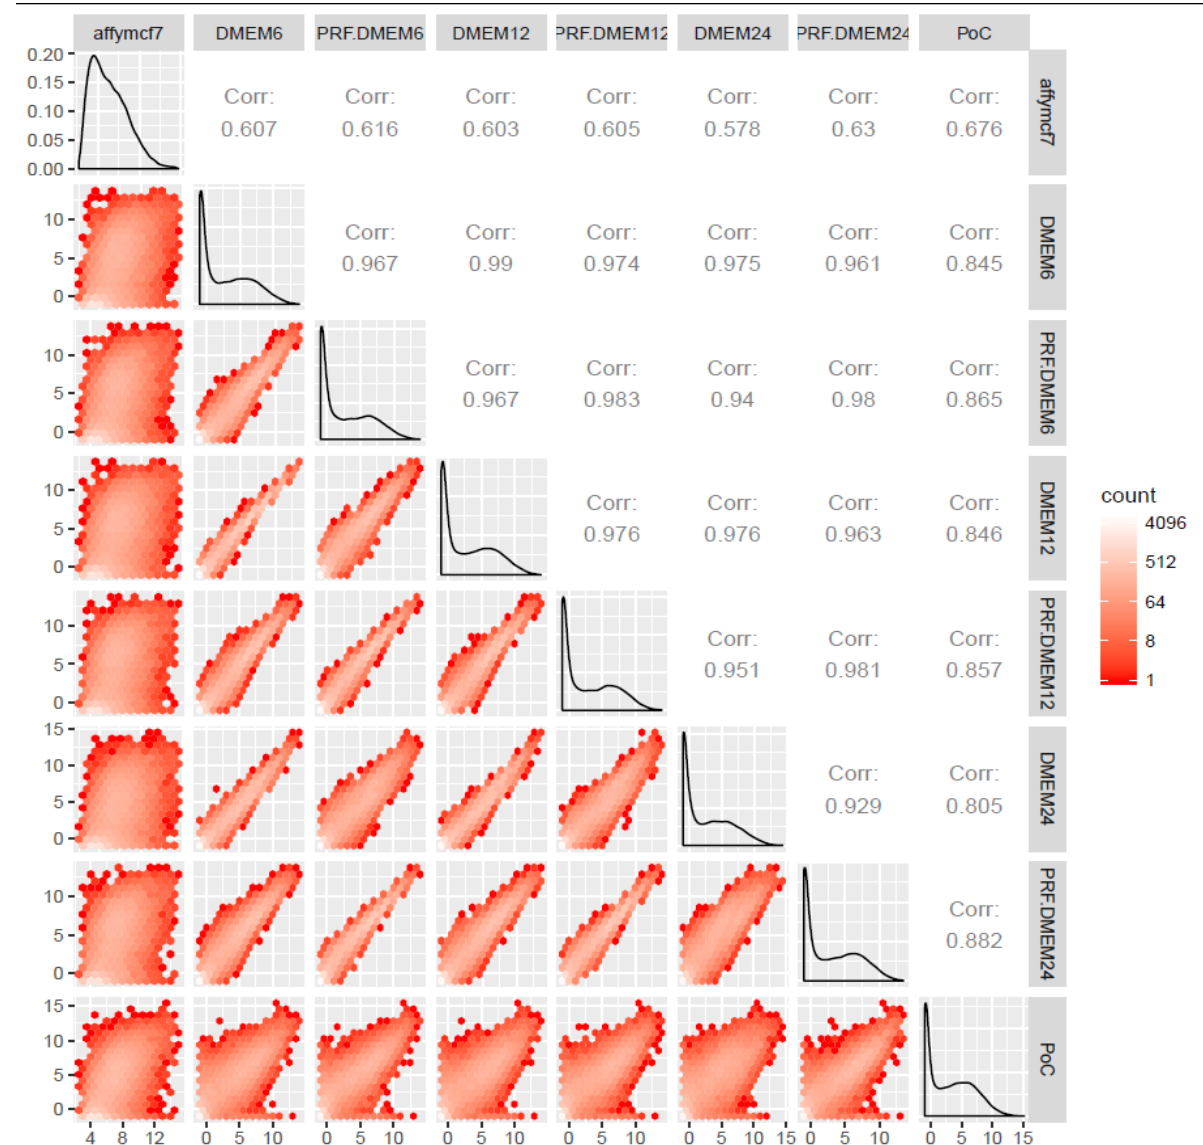 affymcf7 DMEM6 PRF.DMEM6 DMEM12 PRF.DMEM12 DMEM24 PRF.DMEM24 PoC
0.20
0.15
0.10
0.05
0.00
Corr: Corr: Corr: Corr: Corr: Corr: Corr:
0.607 0.616 0.603 0.605 0.578 0.63 0.676
affymcf7
10
5
0
Corr: Corr: Corr: Corr: Corr: Corr:
0.967 0.99 0.974 0.975 0.961 0.845
DMEM6
10
5
0
Corr: Corr: Corr: Corr: Corr:
0.967 0.983 0.94 0.98 0.865
PRF.DMEM6
10
5
0
Corr: Corr: Corr: Corr:
0.976 0.976 0.963 0.846
DMEM12
10
5
0
Corr: Corr: Corr:
0.951 0.981 0.857
PRF.DMEM12
15
10
5
0
Corr: Corr:
0.929 0.805
DMEM24
10
5
0
Corr:
0.882
PRF.DMEM24
15
10
5
0
PoC
4 8 12 0 5 10 0 5 10 0 5 10 0 5 10 0 5 10 15 0 5 10 0 5 10 15
count
4096
512
64
8
1